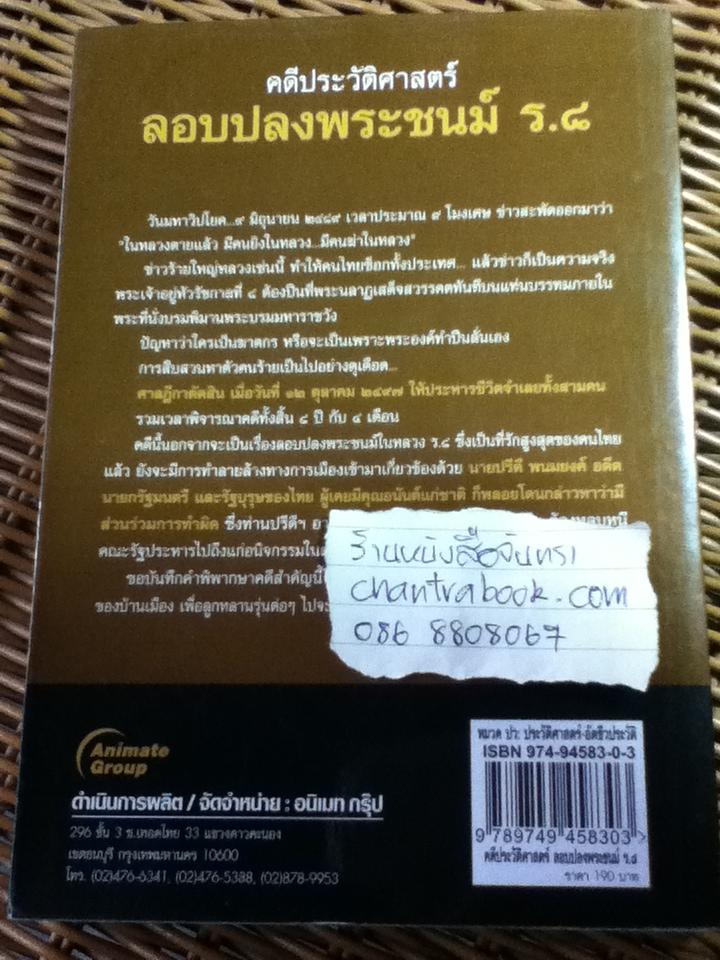 คดีประวัติศาสตร์
ลอบปลงพระชนม์ ร.๘
วันมหาวิปโยค...๙ มิถุนายน ๒๔๘๙ เวลาประมาณ ๙ โมงเศษ ข่าวสะพัดออกมาว่า
"ในหลวงตายแล้ว มีคนยิงในหลวง...มีคนฆ่าในหลวง"
ข่าวร้ายใหญ่หลวงเช่นนี้ ทำให้คนไทยช็อกทั้งประเทศ... แล้วข่าวก็เป็นความจริง
พระเจ้าอยู่หัวรัชกาลที่ ๘ ต้องปืนที่พระนลาฏเสด็จสวรรคตทันทีบนแท่นบรรทมภายใน
พระที่นั่งบรมพิมานพระบรมมหาราชวัง
ปัญหาว่าใครเป็นฆาตกร หรือจะเป็นเพราะพระองค์ทำปืนลั่นเอง
การสืบสวนหาตัวคนร้ายเป็นไปอย่างดุเดือด...
ศาลฎีกาตัดสิน เมื่อวันที่ ๑๒ ตุลาคม ๒๔๙๗ ให้ประหารชีวิตจำเลยทั้งสามคน
รวมเวลาพิจารณาคดีทั้งสิ้น ๘ ปี กับ ๔ เดือน
คดีนี้นอกจากจะเป็นเรื่องลอบปลงพระชนม์ในหลวง ร.๘ ซึ่งเป็นที่รักสูงสุดของคนไทย
แล้ว ยังจะมีการทำลายล้างทางการเมืองเข้ามาเกี่ยวข้องด้วย นายปรีดี พนมยงค์ อดีต
นายกรัฐมนตรี และรัฐบุรุษของไทย ผู้เคยมีคุณอนันต์แก่ชาติ ก็พลอยโดนกล่าวหาว่ามี
ส่วนร่วมการทำผิด ซึ่งท่านปรีดีฯ
คณะรัฐประหารไปถึงแก่อนิจกรรมใน
ขอบันทึกคำพิพากษาคดีสำคัญนี้
ของบ้านเมือง เพื่อลูกหลานรุ่นต่อๆ ไป
ร้านหนังสือจันทรา
chantrabook.com
086 8808067
Animate
Group
ดำเนินการผลิต / จัดจำหน่าย : อนิเมท กรุ๊ป
296 ชั้น 3 ซ.เทอดไทย 33 แขวงดาวคะนอง
เขตธนบุรี กรุงเทพมหานคร 10600
โทร. (02)476-6341, (02)476-5388, (02)878-9953
หมวด ปว: ประวัติศาสตร์-อัตชีวประวัติ
ISBN 974-94583-0-3
9 789749 458303
คดีประวัติศาสตร์ ลอบปลงพระชนม์ ร.๘
ราคา 190 บาท